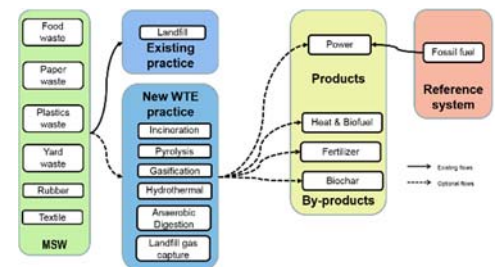 Food
waste
Paper
waste
Plastics
waste
Yard
waste
Rubber
Textile
MSW
Landfill
Existing
practice
New WTE
practice
Incineration
Pyrolysis
Gasification
Hydrothermal
Anaerobic
Digestion
Landfill gas
capture
Power
Products
Heat & Biofuel
Fertilizer
Biochar
By-products
Fossil fuel
Reference
system
Existing flows
Optional flows